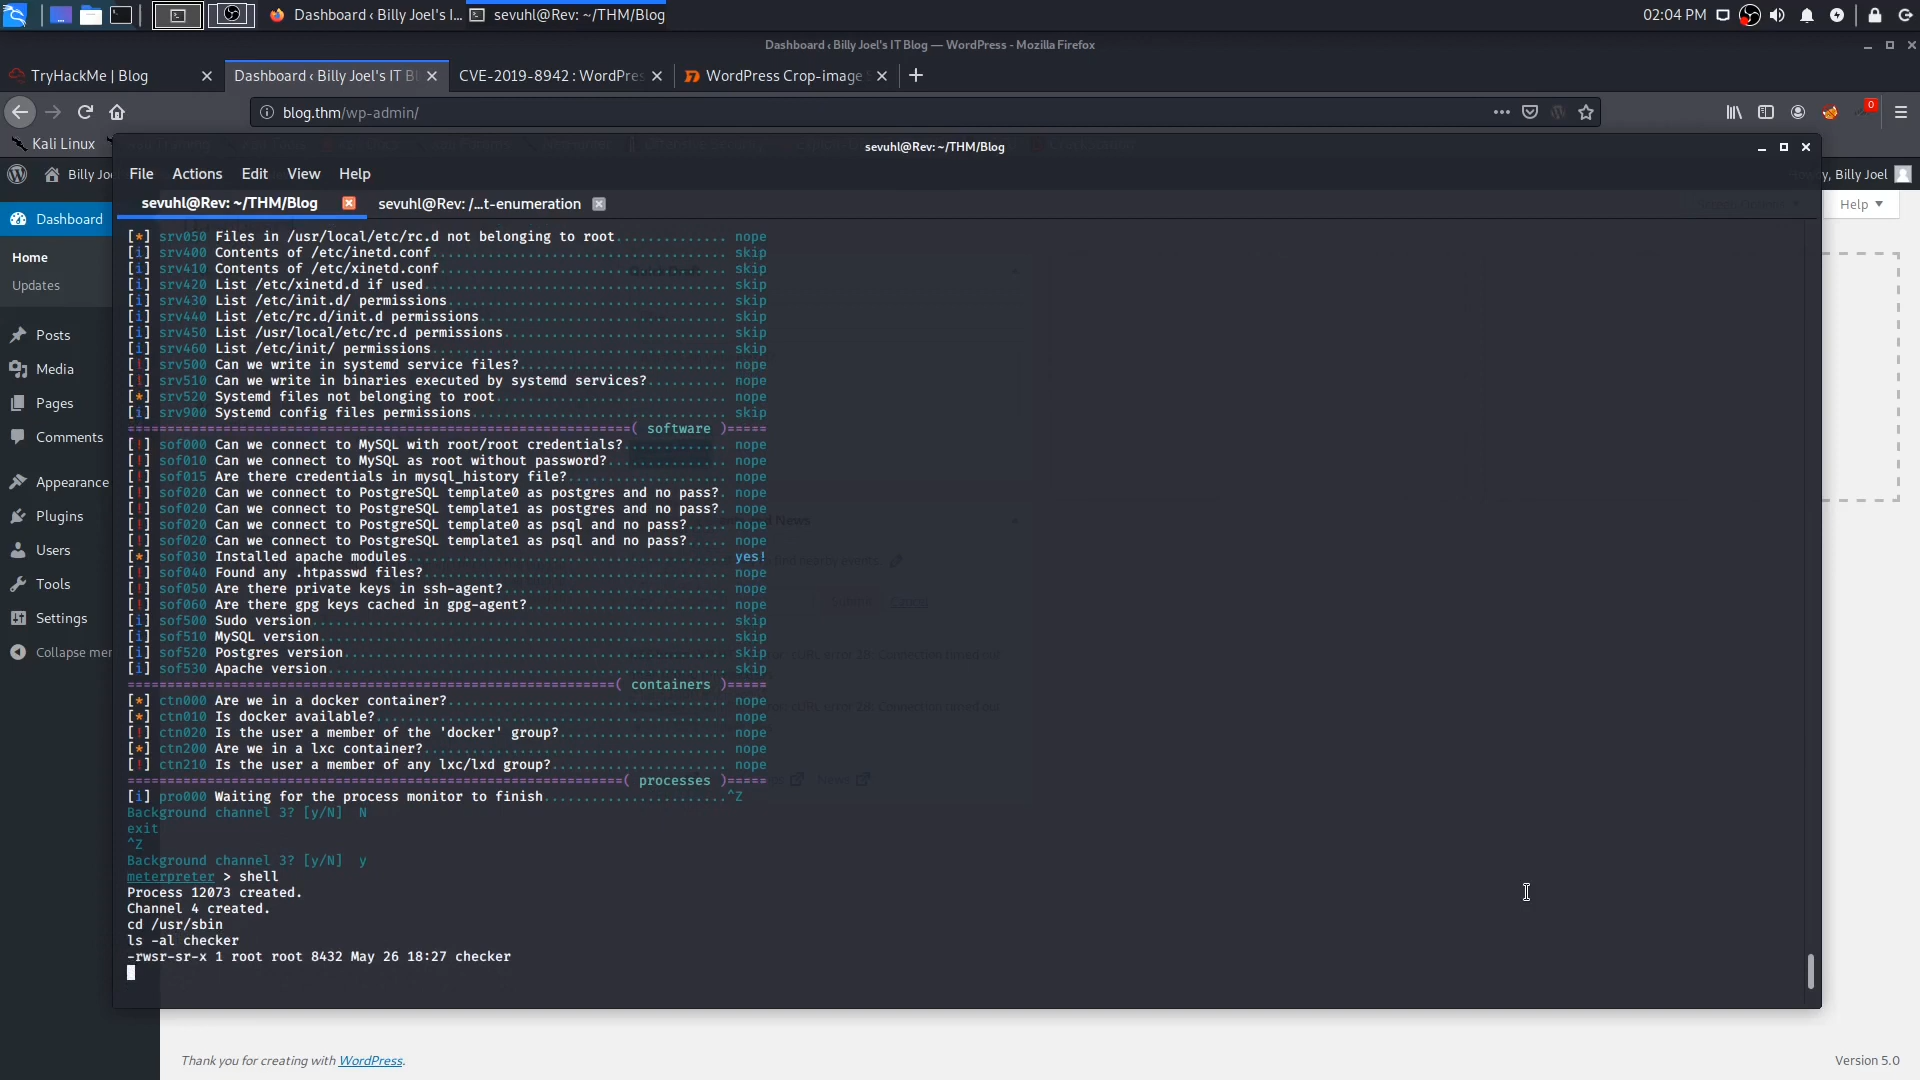 Dashboard ‹ Billy Joel's I...
sevuhl@Rev: ~/THM/Blog
02:04 PM
Dashboard ‹ Billy Joel's IT Blog — WordPress - Mozilla Firefox
TryHackMe | Blog
Dashboard ‹ Billy Joel's IT B
CVE-2019-8942 : WordPre
WordPress Crop-image
blog.thm/wp-admin/
0
Kali Linux
sevuhl@Rev: ~/THM/Blog
Billy Jo
y, Billy Joel
File Actions Edit View Help
sevuhl@Rev: ~/THM/Blog
sevuhl@Rev: /...t-enumeration
Help
Dashboard
Home
Updates
Posts
Media
Pages
Comments
Appearance
Plugins
Users
Tools
Settings
Collapse mer
[*] srv050 Files in /usr/local/etc/rc.d not belonging to root.............. nope
[i] srv400 Contents of /etc/inetd.conf..................................... skip
[i] srv410 Contents of /etc/xinetd.conf.................................... skip
[i] srv420 List /etc/xinetd.d if used...................................... skip
[i] srv430 List /etc/init.d/ permissions................................... skip
[i] srv440 List /etc/rc.d/init.d permissions............................... skip
[i] srv450 List /usr/local/etc/rc.d permissions............................ skip
[i] srv460 List /etc/init/ permissions..................................... skip
[!] srv500 Can we write in systemd service files?.......................... nope
[!] srv510 Can we write in binaries executed by systemd services?.......... nope
[*] srv520 Systemd files not belonging to root............................. nope
[i] srv900 Systemd config files permissions................................ skip
===============================================================( software )=====
[!] sof000 Can we connect to MySQL with root/root credentials?............. nope
[!] sof010 Can we connect to MySQL as root without password?............... nope
[!] sof015 Are there credentials in mysql_history file?.................... nope
[!] sof020 Can we connect to PostgreSQL template0 as postgres and no pass?. nope
[!] sof020 Can we connect to PostgreSQL template1 as postgres and no pass?. nope
[!] sof020 Can we connect to PostgreSQL template0 as psql and no pass?..... nope
[!] sof020 Can we connect to PostgreSQL template1 as psql and no pass?..... nope
[*] sof030 Installed apache modules........................................ yes!
[!] sof040 Found any .htpasswd files?...................................... nope
[!] sof050 Are there private keys in ssh-agent?............................ nope
[!] sof060 Are there gpg keys cached in gpg-agent?......................... nope
[i] sof500 Sudo version.................................................... skip
[i] sof510 MySQL version................................................... skip
[i] sof520 Postgres version................................................ skip
[i] sof530 Apache version.................................................. skip
=============================================================( containers )=====
[*] ctn000 Are we in a docker container?................................... nope
[*] ctn010 Is docker available?............................................ nope
[!] ctn020 Is the user a member of the 'docker' group?..................... nope
[*] ctn200 Are we in a lxc container?...................................... nope
[!] ctn210 Is the user a member of any lxc/lxd group?...................... nope
==============================================================( processes )=====
[i] pro000 Waiting for the process monitor to finish.......................^Z
Background channel 3? [y/N]  N
exit
^Z
Background channel 3? [y/N]  y
meterpreter > shell
Process 12073 created.
Channel 4 created.
cd /usr/sbin
ls -al checker
-rwsr-sr-x 1 root root 8432 May 26 18:27 checker
Thank you for creating with WordPress.
Version 5.0